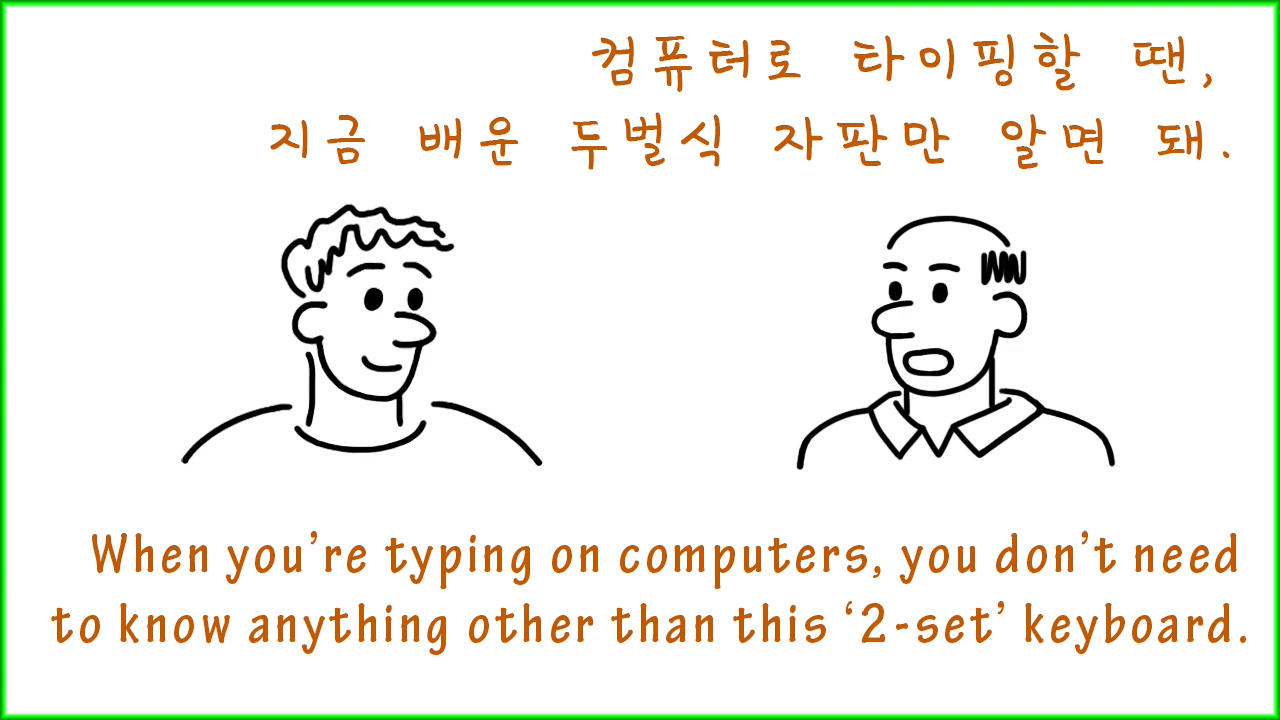 컴퓨터로 타이핑할 땐,
지금 배운 두벌식 자판만 알면 돼.
When you’re typing on computers, you don’t need
to know anything other than this ‘2-set’ keyboard.